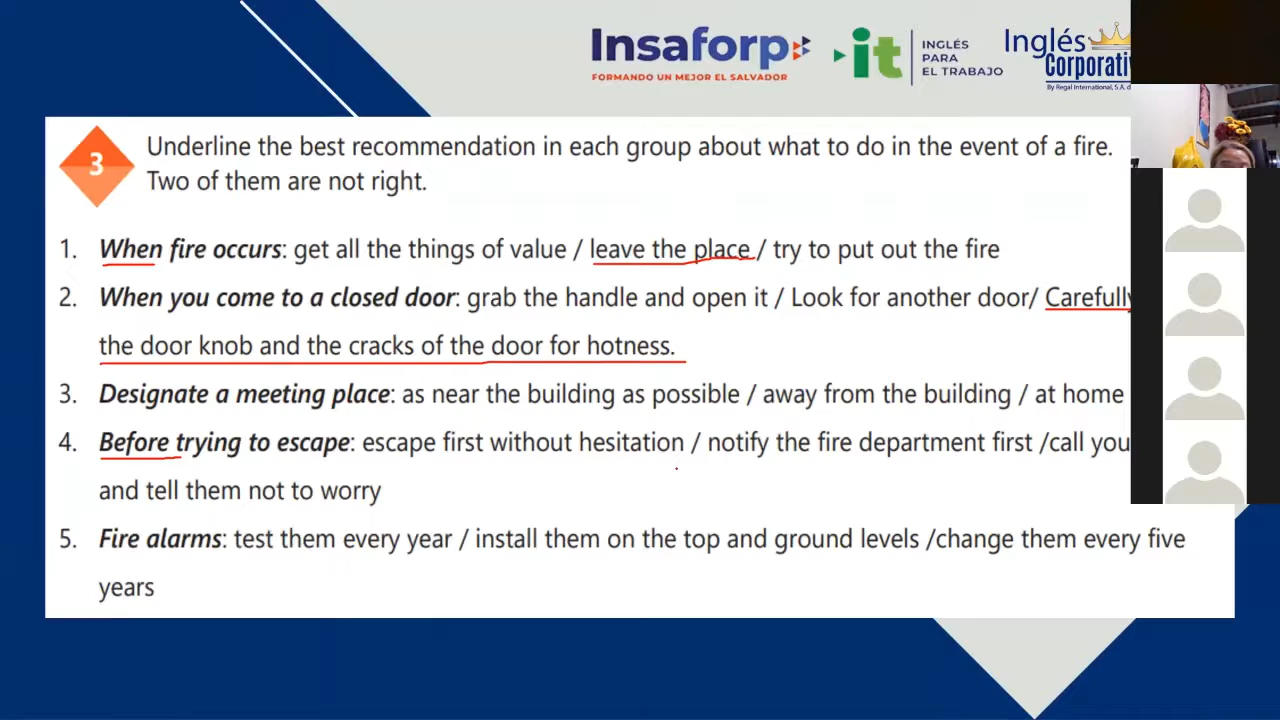 Insaforp
FORMANDO UN MEJOR EL SALVADOR
it
INGLÉS
PARA
EL TRABAJO
Inglés
By Regal International, S.A.
3
Underline the best recommendation in each group about what to do in the event of a fire.
Two of them are not right.
1. When fire occurs: get all the things of value / leave the place / try to put out the fire
2. When you come to a closed door: grab the handle and open it / Look for another door/
the door knob and the cracks of the door for hotness.
3. Designate a meeting place: as near the building as possible / away from the building / at home
4. Before trying to escape: escape first without hesitation / notify the fire department first /call
and tell them not to worry
5. Fire alarms: test them every year / install them on the top and ground levels /change them every five
years